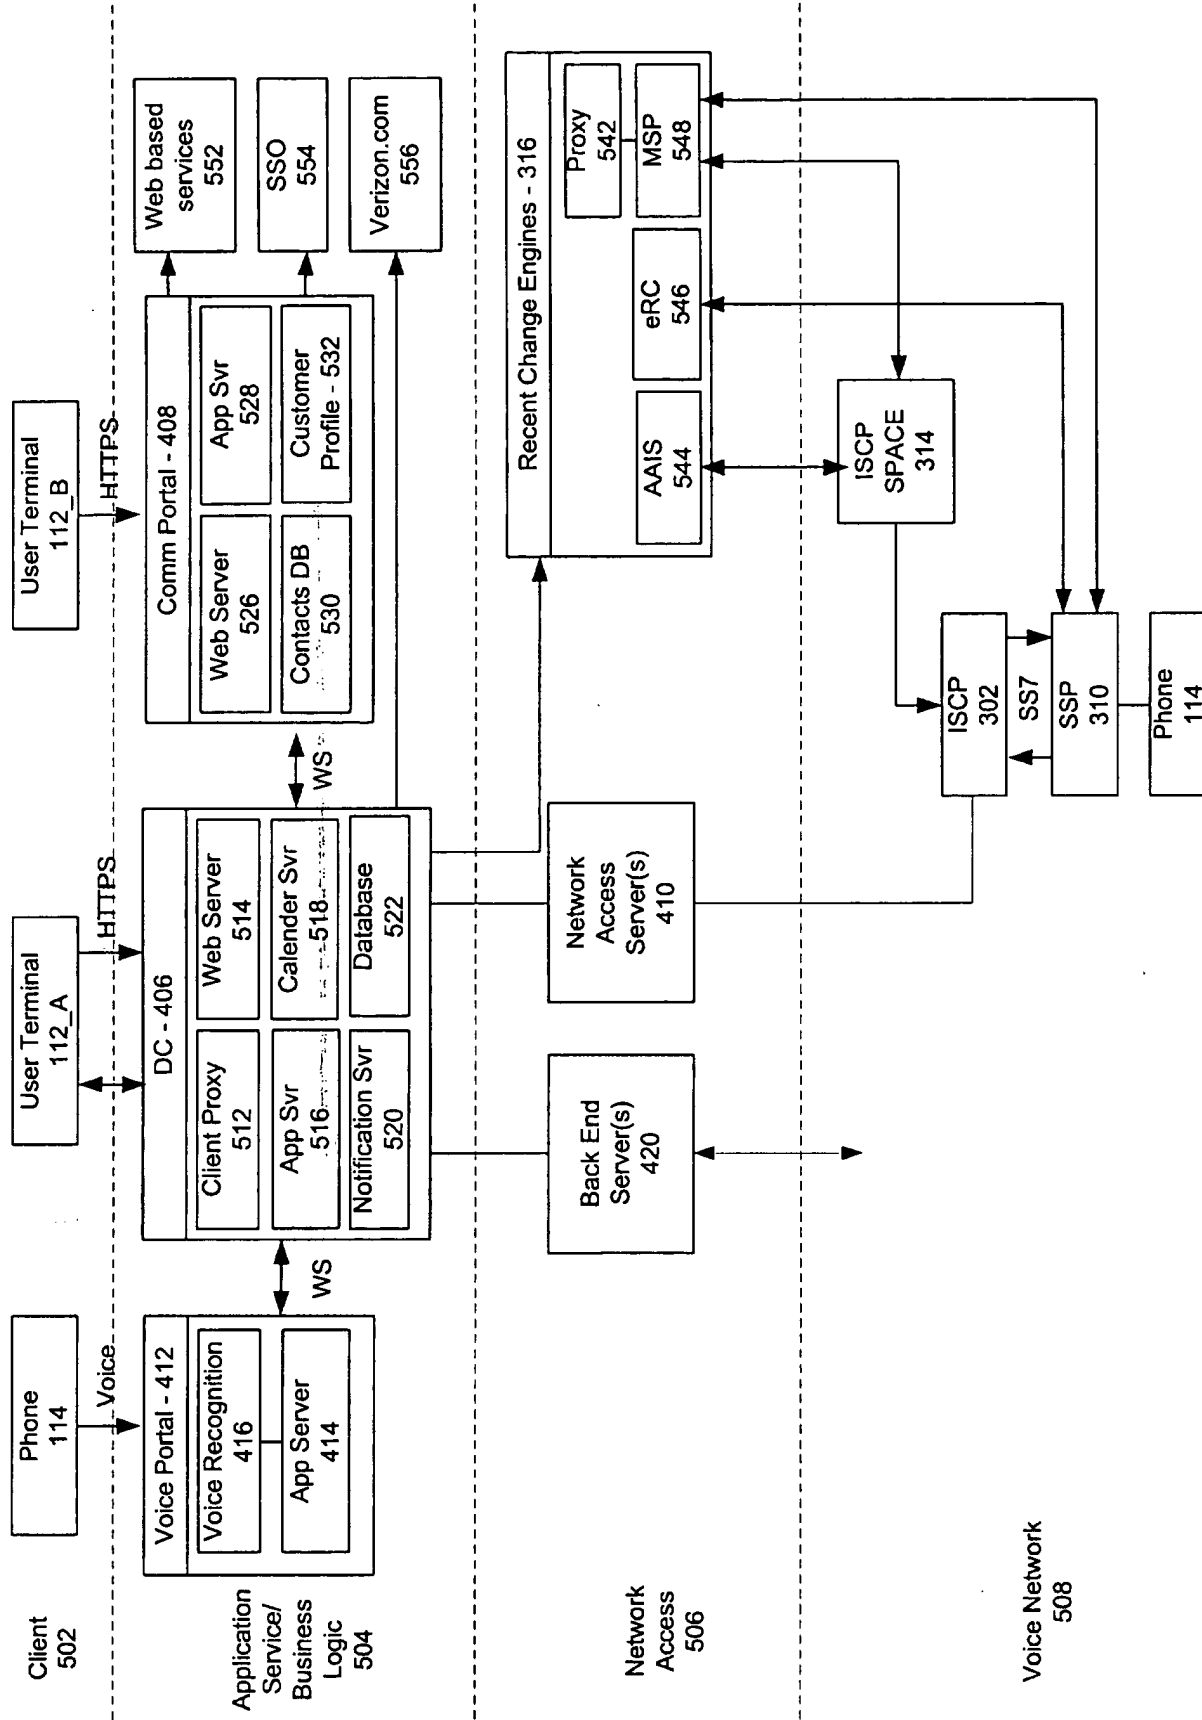 Client
502
Phone
114
User Terminal
112_A
User Terminal
112_B
Voice
HTTPS
HTTPS
Application
Service/
Business
Logic
504
Voice Portal - 412
Voice Recognition
416
App Server
414
WS
DC - 406
Client Proxy
512
Web Server
514
App Svr
516
Calender Svr
518
Notification Svr
520
Database
522
WS
Comm Portal - 408
Web Server
526
App Svr
528
Contacts DB
530
Customer
Profile - 532
Web based
services
552
SSO
554
Verizon.com
556
Network
Access
506
Back End
Server(s)
420
Network
Access
Server(s)
410
Recent Change Engines - 316
Proxy
542
AAIS
544
eRC
546
MSP
548
Voice Network
508
ISCP
SPACE
314
ISCP
302
SS7
SSP
310
Phone
114